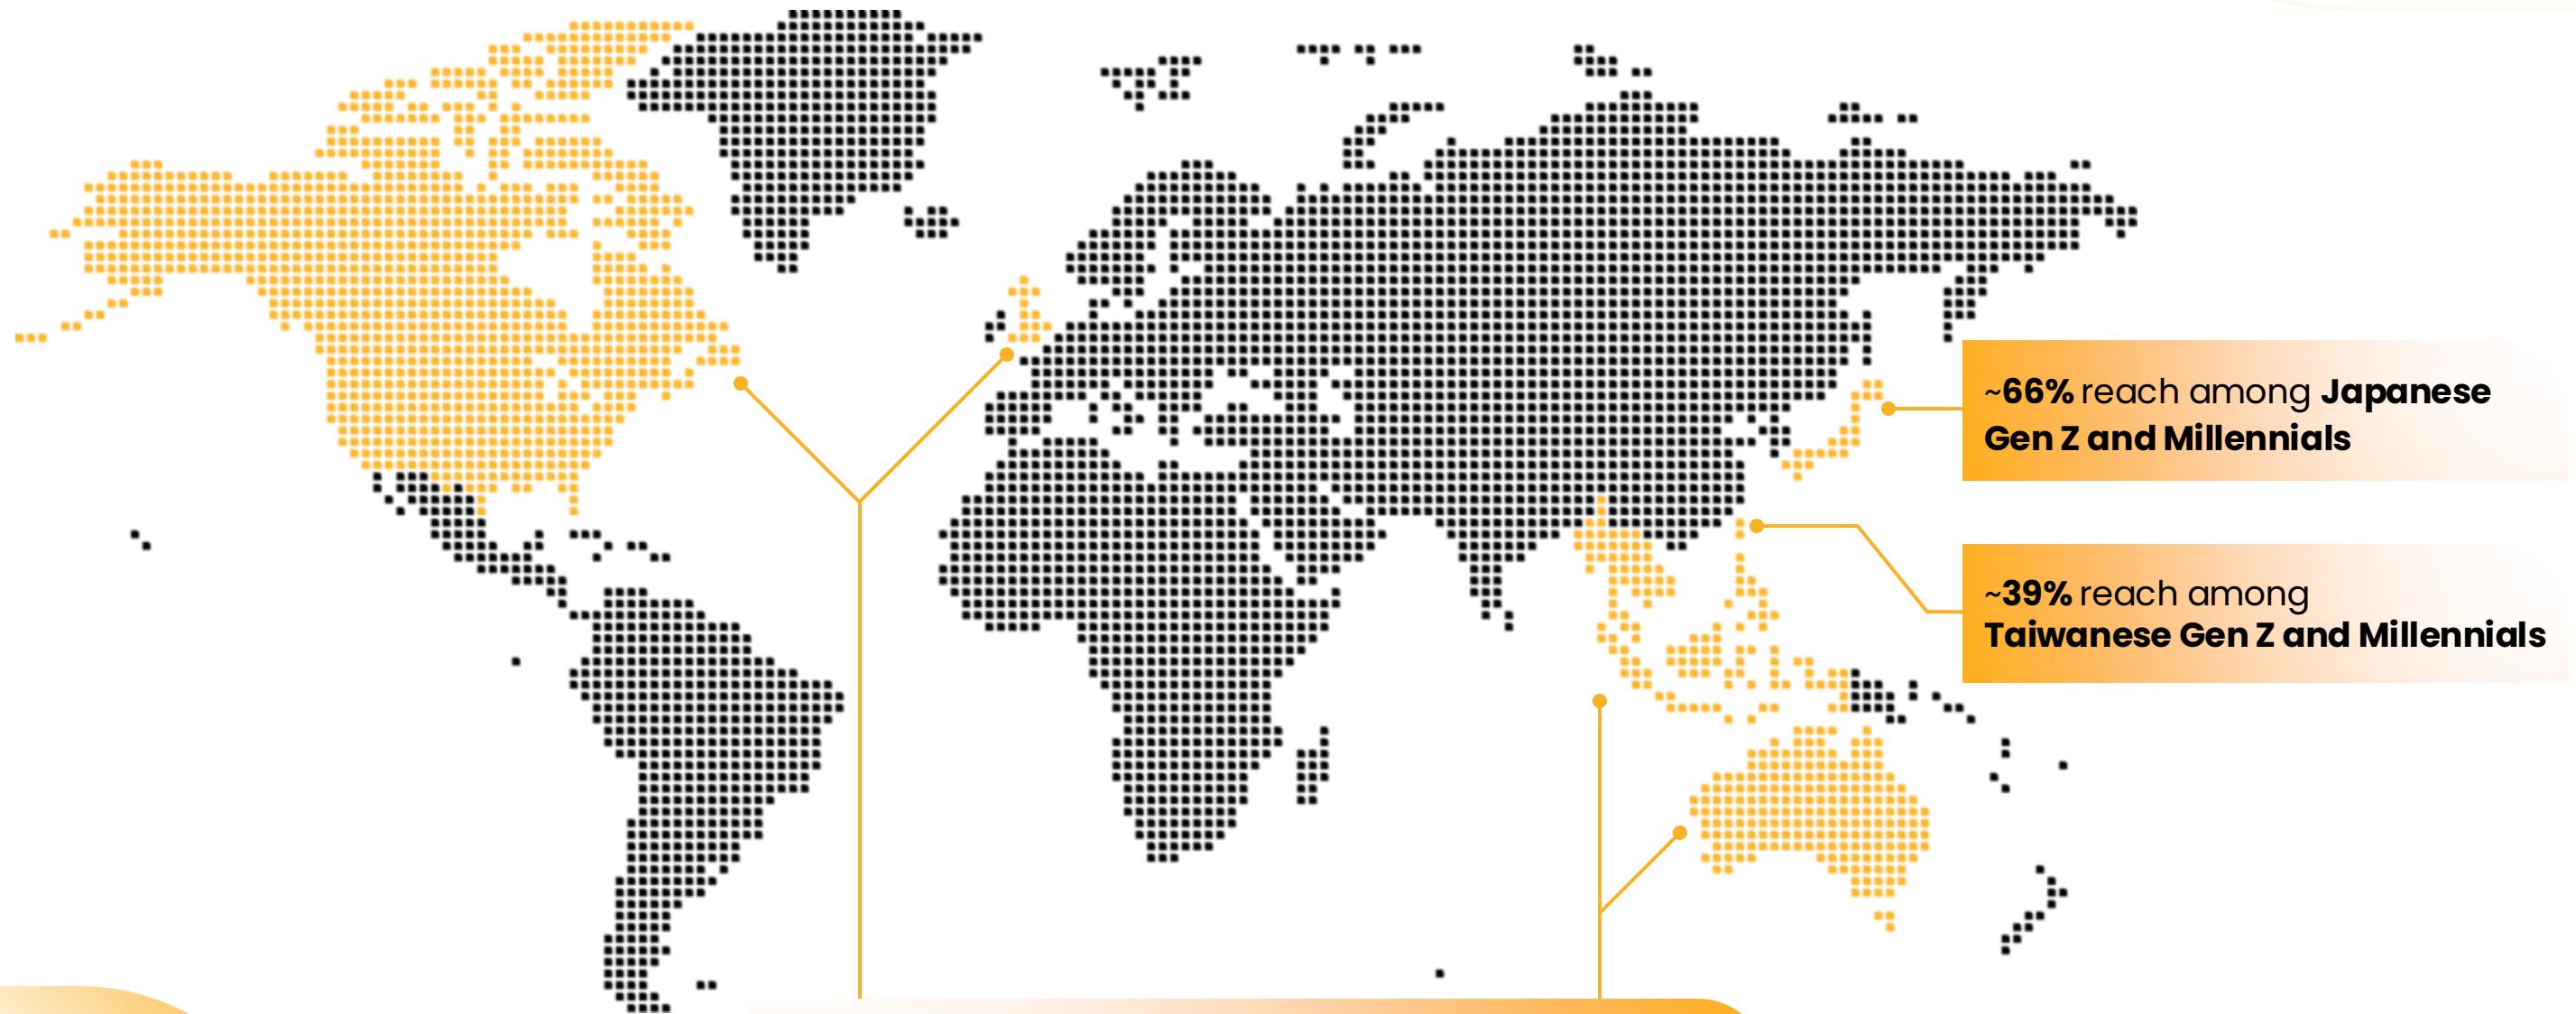 ~66% reach among Japanese
Gen Z and Millennials
~39% reach among
Taiwanese Gen Z and Millennials